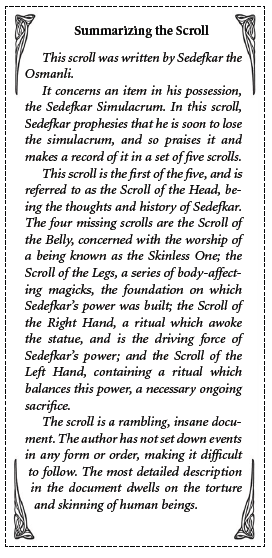 Summarizing the Scroll
This scroll was written by Sedefkar the
Osmanli.
It concerns an item in his possession,
the Sedefkar Simulacrum. In this scroll,
Sedefkar prophesies that he is soon to lose
the simulacrum, and so praises it and
makes a record of it in a set of five scrolls.
This scroll is the first of the five, and is
referred to as the Scroll of the Head, be-
ing the thoughts and history of Sedefkar.
The four missing scrolls are the Scroll of
the Belly, concerned with the worship of
a being known as the Skinless One; the
Scroll of the Legs, a series of body-affect-
ing magicks, the foundation on which
Sedefkar's power was built; the Scroll of
the Right Hand, a ritual which awoke
the statue, and is the driving force of
Sedefkar's power; and the Scroll of the
Left Hand, containing a ritual which
balances this power, a necessary ongoing
sacrifice.
The scroll is a rambling, insane docu-
ment. The author has not set down events
in any form or order, making it difficult
to follow. The most detailed description
in the document dwells on the torture
and skinning of human beings.